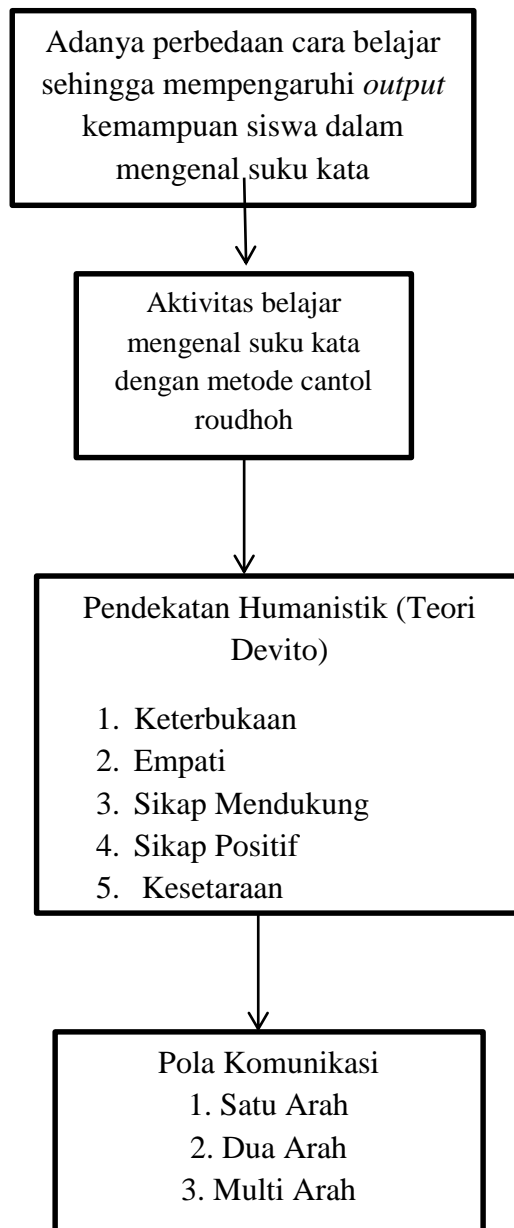 Adanya perbedaan cara belajar
sehingga mempengaruhi output
kemampuan siswa dalam
mengenal suku kata
Aktivitas belajar
mengenal suku kata
dengan metode cantol
roudhoh
Pendekatan Humanistik (Teori
Devito)
1. Keterbukaan
2. Empati
3. Sikap Mendukung
4. Sikap Positif
5. Kesetaraan
Pola Komunikasi
1. Satu Arah
2. Dua Arah
3. Multi Arah